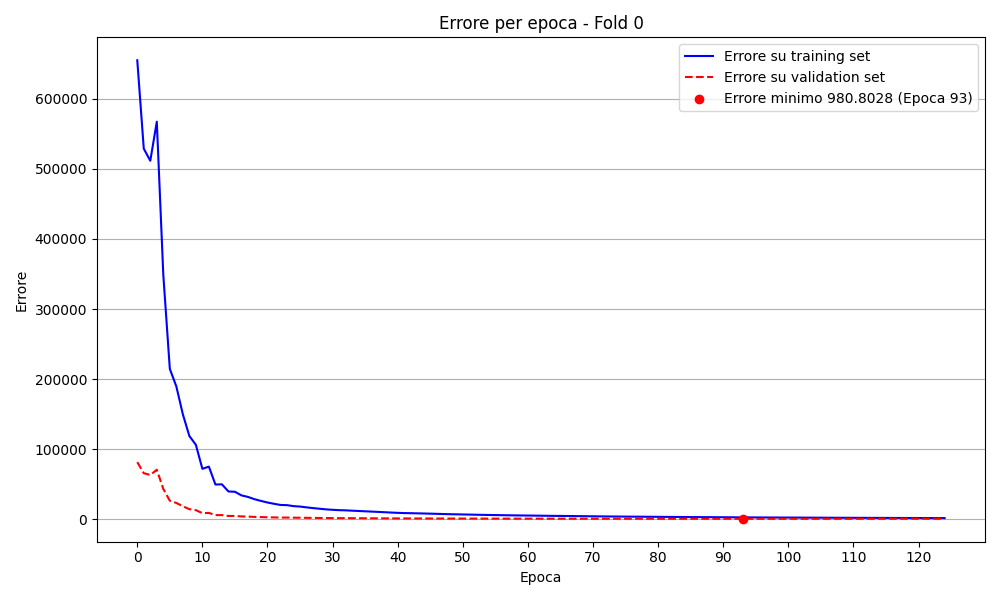 Errore per epoca - Fold 0
Errore su training set
Errore su validation set
Errore minimo 980.8028 (Epoca 93)
600000
500000
400000
300000
200000
100000
0
Errore
0 10 20 30 40 50 60 70 80 90 100 110 120
Epoca